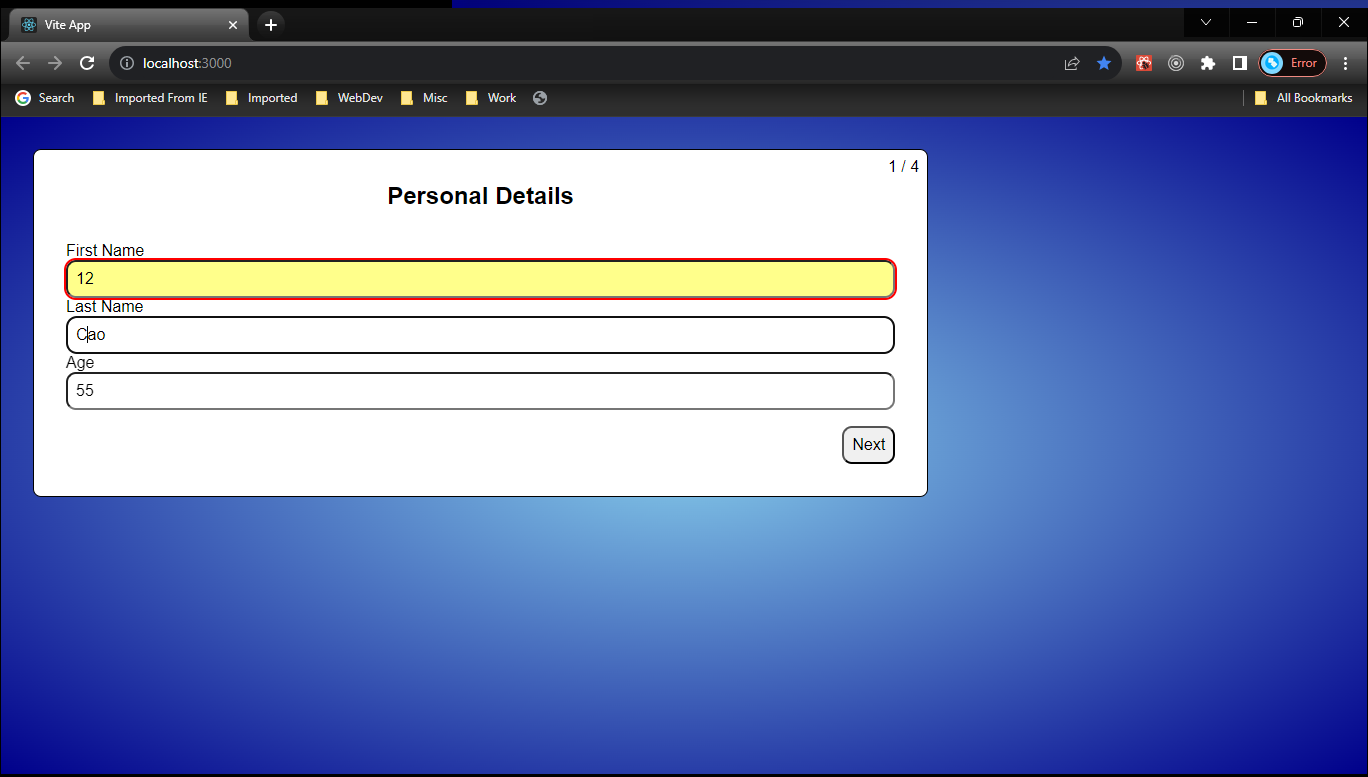 Vite App
localhost:3000
Error
Search Imported From IE Imported WebDev Misc Work All Bookmarks
1 / 4
Personal Details
First Name
12
Last Name
Cao
Age
55
Next